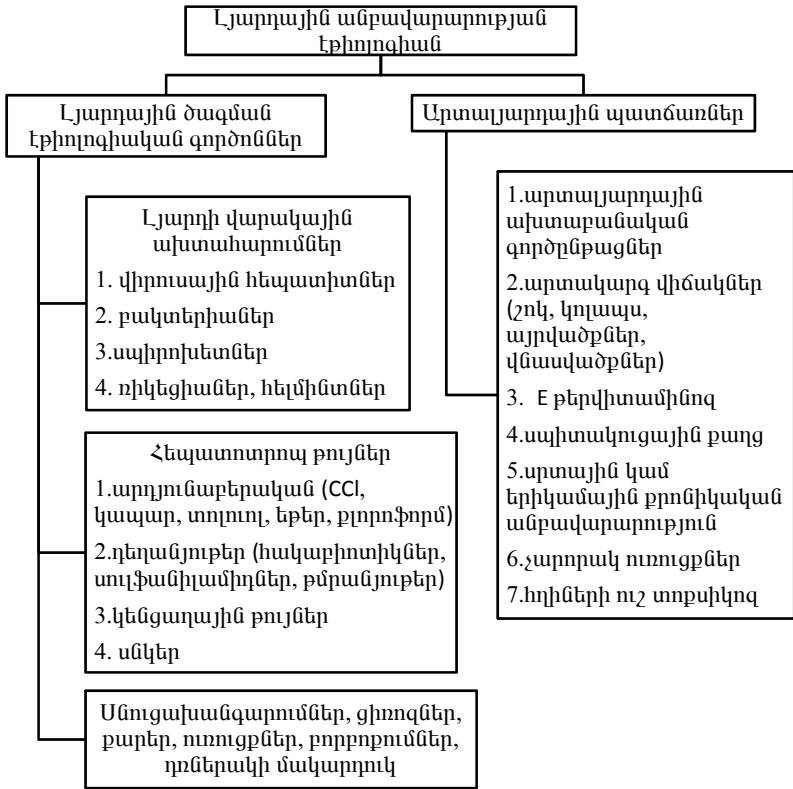 Լյարդային անբավարարության
էթիոլոգիան
Լյարդային ծագման
էթիոլոգիական գործոններ
Արտալյարդային պատճառներ
Լյարդի վարակային
ախտահարումներ
1. վիրուսային հեպատիտներ
2. բակտերիաներ
3.սպիրոխետներ
4. ռիկեցիաներ, հելմինտներ
Հեպատոտրոպ թույներ
1.արդյունաբերական (CCl,
կապար, տոլուոլ, եթեր, քլորոֆորմ)
2.դեղանյութեր (հակաբիոտիկներ,
սուլֆանիլամիդներ, թմրանյութեր)
3.կենցաղային թույներ
4. սնկեր
Սնուցախանգարումներ, ցիռոզներ,
քարեր, ուռուցքներ, բորբոքումներ,
դռներակի մակարդուկ
1.արտալյարդային
ախտաբանական
գործընթացներ
2.արտակարգ վիճակներ
(շոկ, կոլապս,
այրվածքներ,
վնասվածքներ)
3. E թերվիտամինոզ
4.սպիտակուցային քաղց
5.սրտային կամ
երիկամային քրոնիկական
անբավարարություն
6.չարորակ ուռուցքներ
7.հղիների ուշ տոքսիկոզ